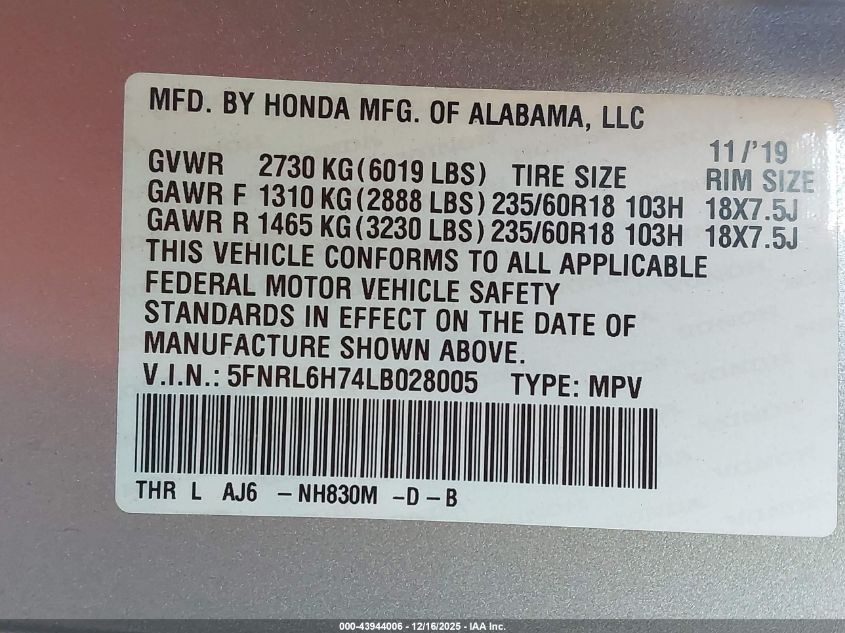 MFD. BY HONDA MFG. OF ALABAMA, LLC
11/'19
GVWR 2730 KG (6019 LBS) TIRE SIZE RIM SIZE
GAWR F 1310 KG (2888 LBS) 235/60R18 103H 18X7.5J
GAWR R 1465 KG (3230 LBS) 235/60R18 103H 18X7.5J
THIS VEHICLE CONFORMS TO ALL APPLICABLE
FEDERAL MOTOR VEHICLE SAFETY
STANDARDS IN EFFECT ON THE DATE OF
MANUFACTURE SHOWN ABOVE.
V.I.N.: 5FNRL6H74LB028005 TYPE: MPV
THR L AJ6 -NH830M -D-B
000-43944006 - 12/16/2025 - IAA Inc.